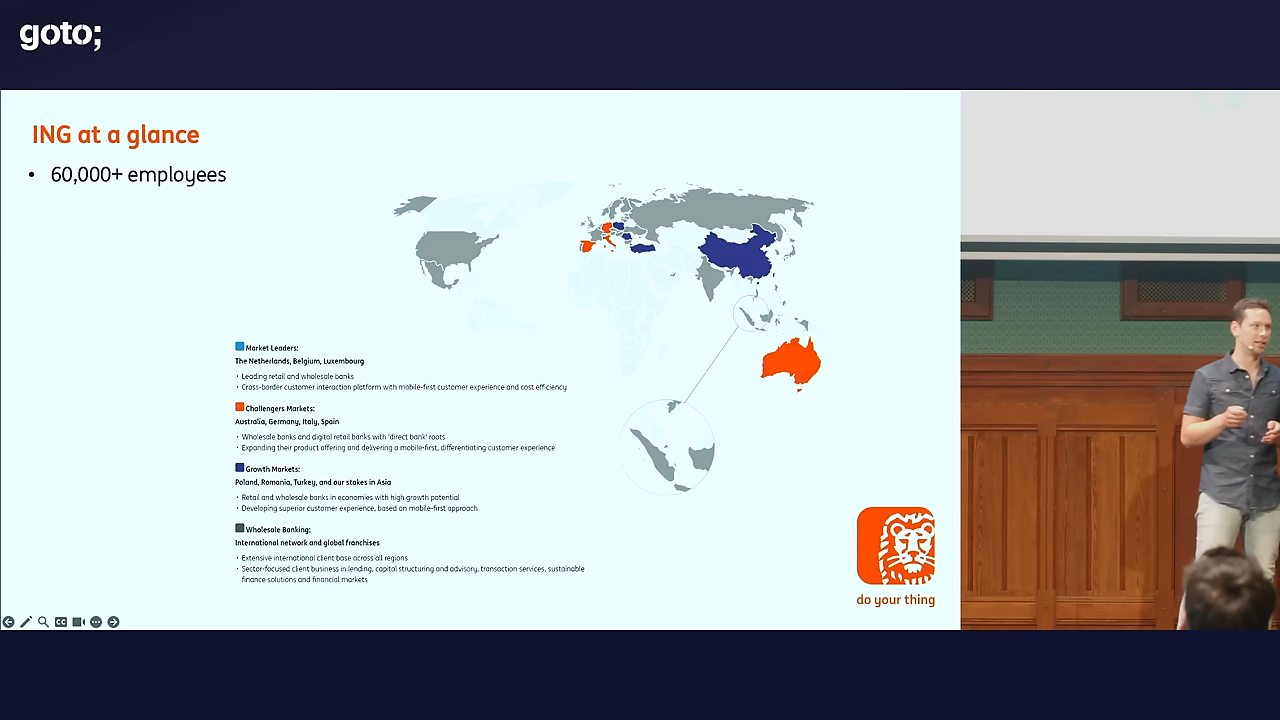 goto;
ING at a glance
• 60,000+ employees
Market Leaders:
The Netherlands, Belgium, Luxembourg
• Leading retail and wholesale banks
• Cross-border customer interaction platform with mobile-first customer experience and cost efficiency
Challengers Markets:
Australia, Germany, Italy, Spain
• Wholesale banks and digital retail banks with 'direct bank' roots
• Expanding their product offering and delivering a mobile-first, differentiating customer experience
Growth Markets:
Poland, Romania, Turkey, and our stakes in Asia
• Retail and wholesale banks in economies with high growth potential
• Developing superior customer experience, based on mobile-first approach
Wholesale Banking:
International network and global franchises
• Extensive international client base across all regions
• Sector-focused client business in lending, capital structuring and advisory, transaction services, sustainable
finance solutions and financial markets
do your thing